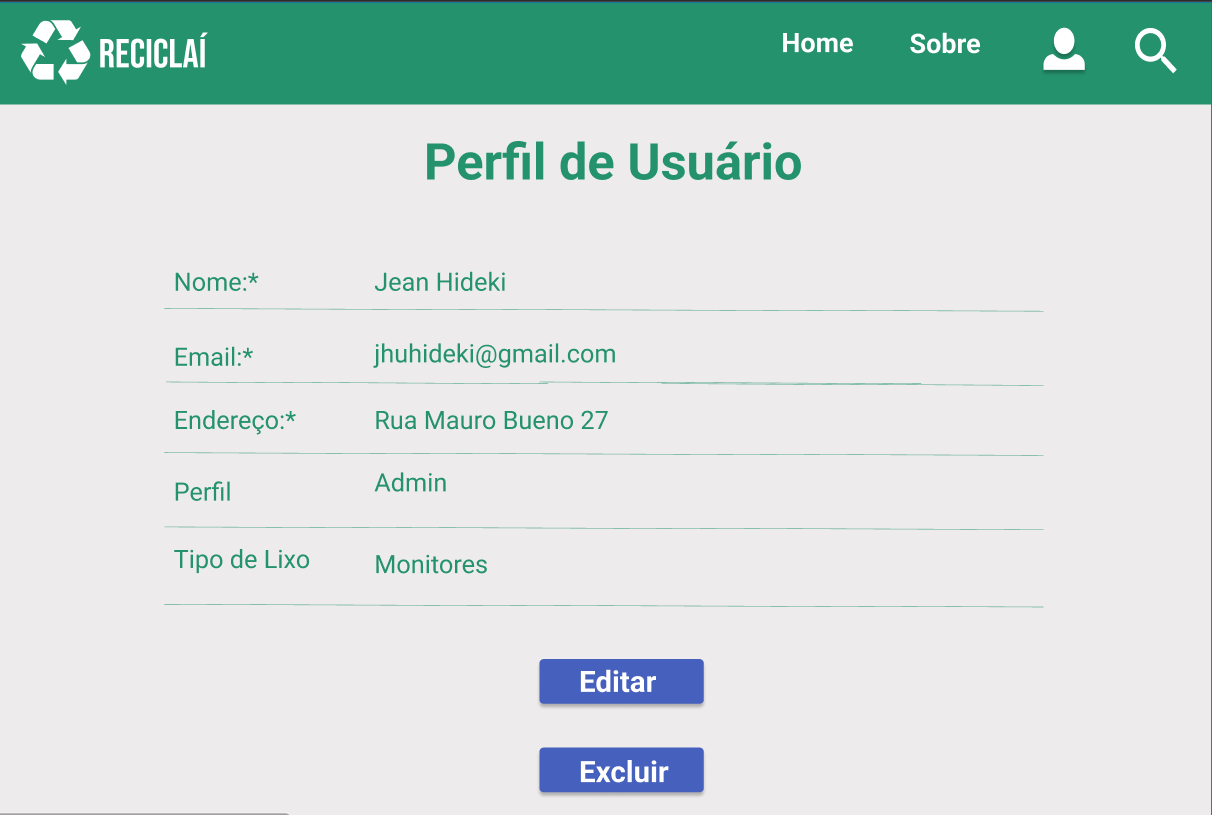 RECICLAÍ
Home
Sobre
Perfil de Usuário
Nome:* Jean Hideki
Email:* jhuhideki@gmail.com
Endereço:* Rua Mauro Bueno 27
Perfil Admin
Tipo de Lixo Monitores
Editar
Excluir